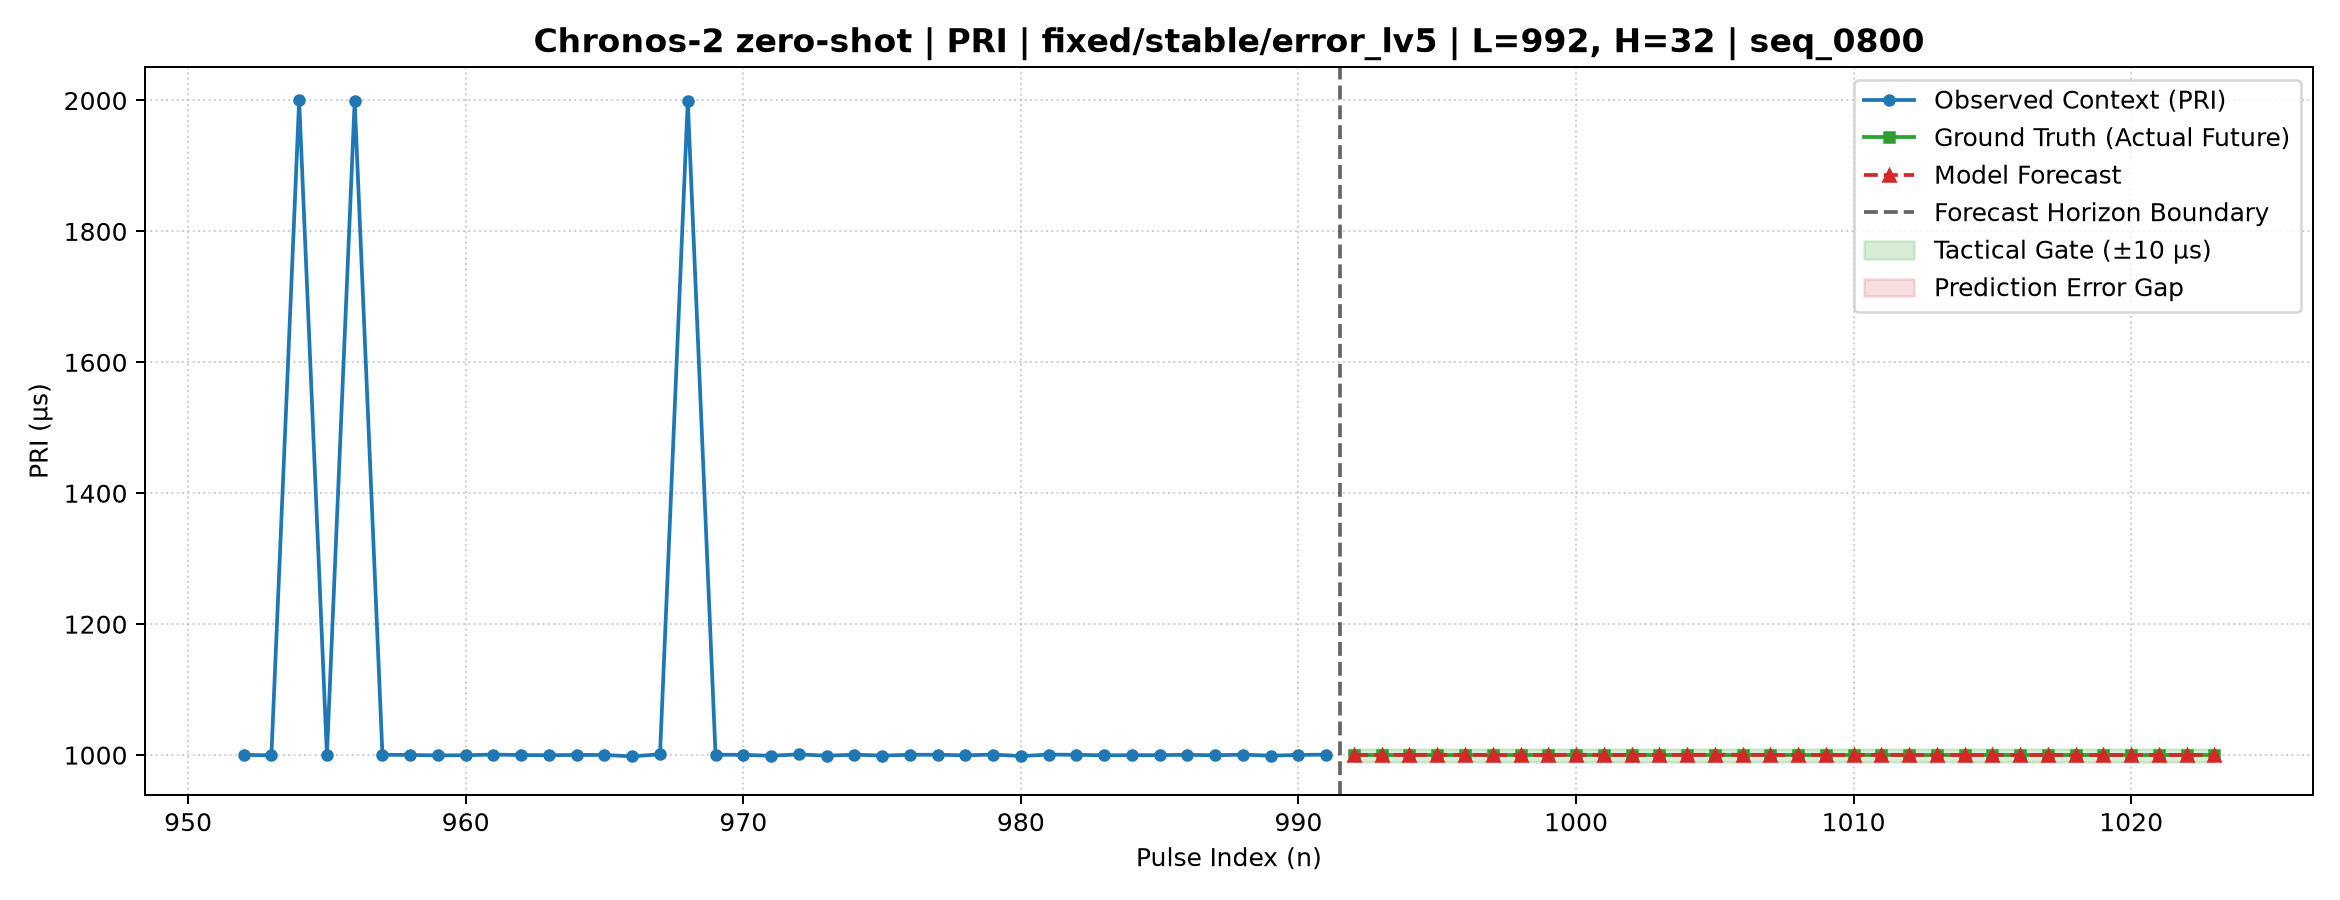 Chronos-2 zero-shot | PRI | fixed/stable/error_lv5 | L=992, H=32 | seq_0800
PRI (µs)
2000
1800
1600
1400
1200
1000
Observed Context (PRI)
Ground Truth (Actual Future)
Model Forecast
Forecast Horizon Boundary
Tactical Gate (±10 µs)
Prediction Error Gap
950 960 970 980 990 1000 1010 1020
Pulse Index (n)